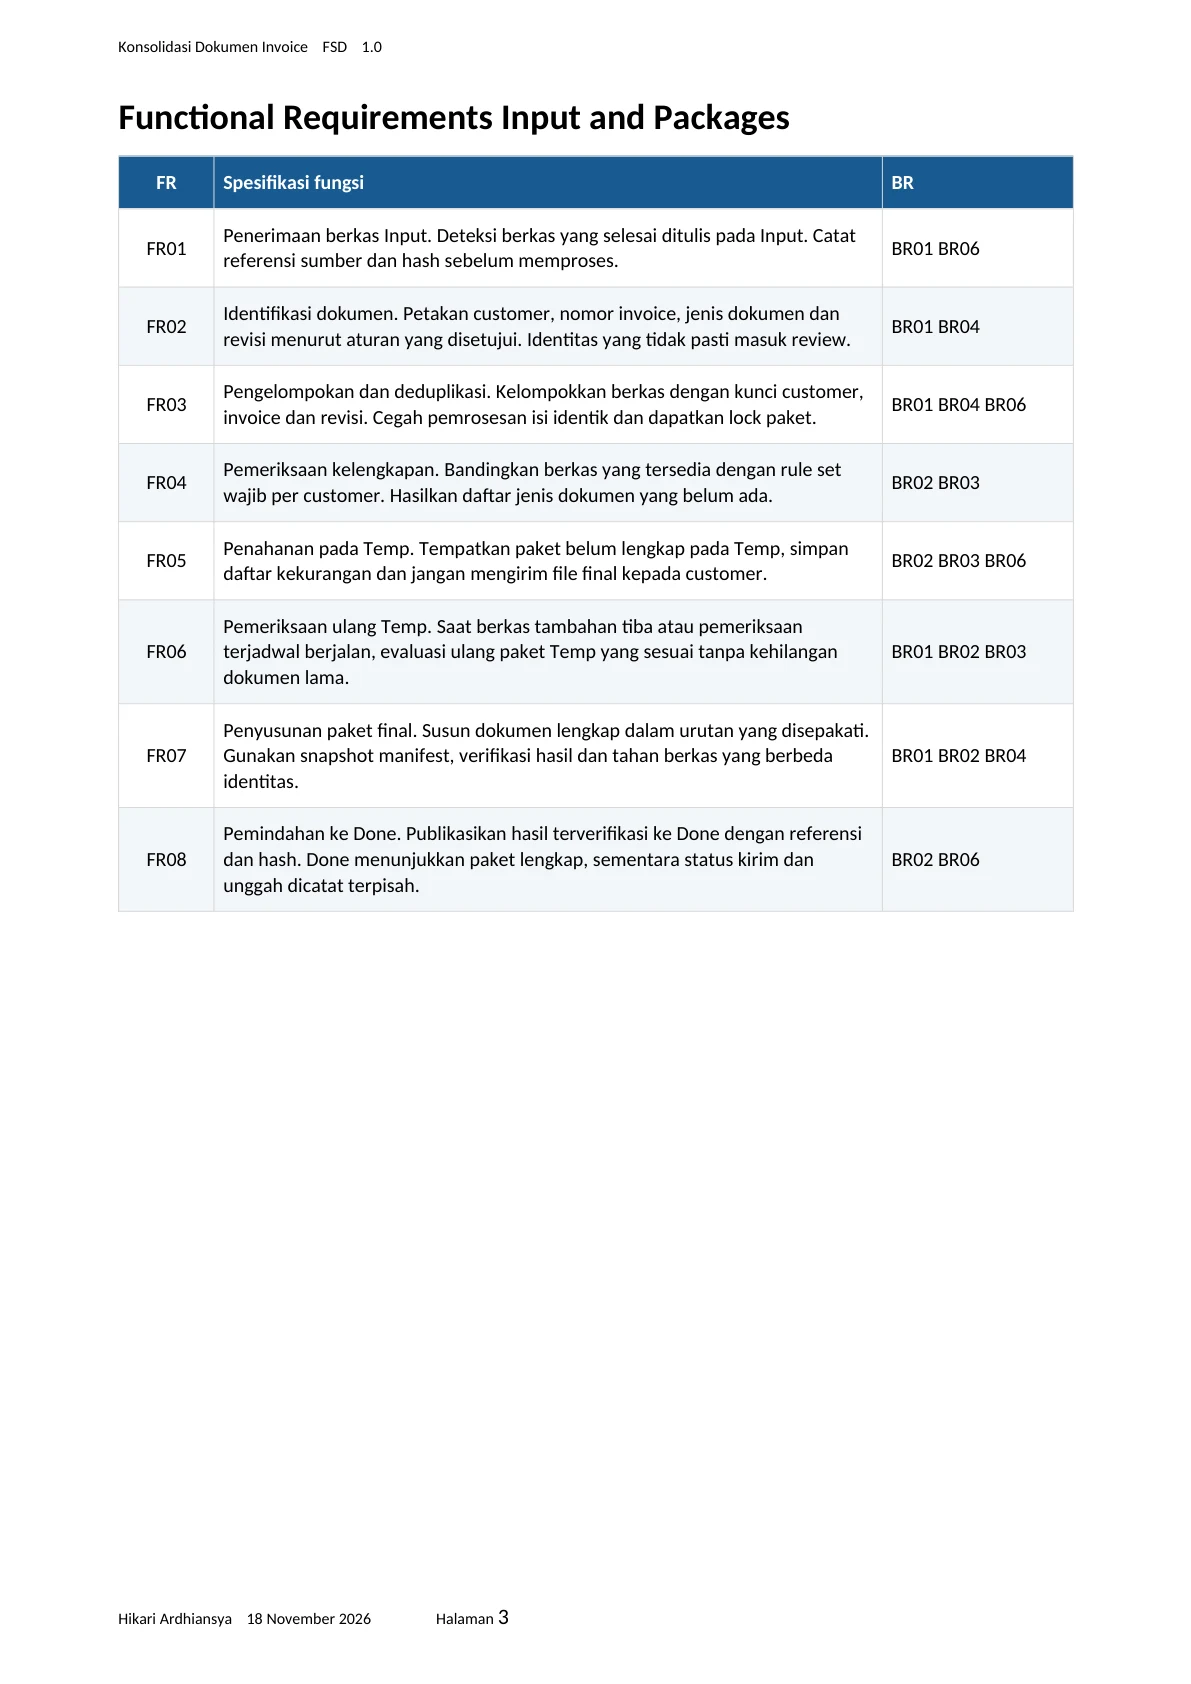 Konsolidasi Dokumen Invoice FSD 1.0
Functional Requirements Input and Packages
FR Spesifikasi fungsi BR
FR01 Penerimaan berkas Input. Deteksi berkas yang selesai ditulis pada Input. Catat
referensi sumber dan hash sebelum memproses. BR01 BR06
FR02 Identifikasi dokumen. Petakan customer, nomor invoice, jenis dokumen dan
revisi menurut aturan yang disetujui. Identitas yang tidak pasti masuk review. BR01 BR04
FR03 Pengelompokan dan deduplikasi. Kelompokkan berkas dengan kunci customer,
invoice dan revisi. Cegah pemrosesan isi identik dan dapatkan lock paket. BR01 BR04 BR06
FR04 Pemeriksaan kelengkapan. Bandingkan berkas yang tersedia dengan rule set
wajib per customer. Hasilkan daftar jenis dokumen yang belum ada. BR02 BR03
FR05 Penahanan pada Temp. Tempatkan paket belum lengkap pada Temp, simpan
daftar kekurangan dan jangan mengirim file final kepada customer. BR02 BR03 BR06
FR06 Pemeriksaan ulang Temp. Saat berkas tambahan tiba atau pemeriksaan
terjadwal berjalan, evaluasi ulang paket Temp yang sesuai tanpa kehilangan
dokumen lama. BR01 BR02 BR03
FR07 Penyusunan paket final. Susun dokumen lengkap dalam urutan yang disepakati.
Gunakan snapshot manifest, verifikasi hasil dan tahan berkas yang berbeda
identitas. BR01 BR02 BR04
FR08 Pemindahan ke Done. Publikasikan hasil terverifikasi ke Done dengan referensi
dan hash. Done menunjukkan paket lengkap, sementara status kirim dan
unggah dicatat terpisah. BR02 BR06
Hikari Ardhiansya 18 November 2026 Halaman 3